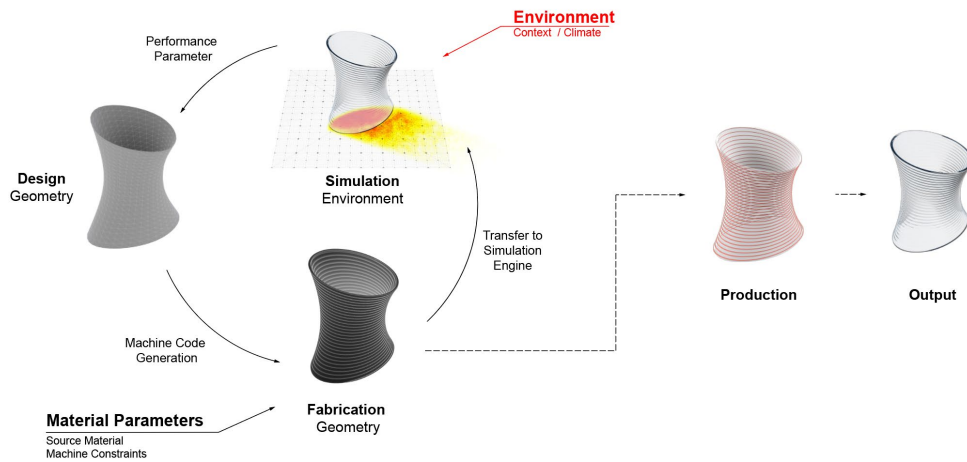 Environment
Context / Climate
Performance
Parameter
Design
Geometry
Simulation
Environment
Transfer to
Simulation
Engine
Production
Output
Machine Code
Generation
Fabrication
Geometry
Material Parameters
Source Material
Machine Constraints